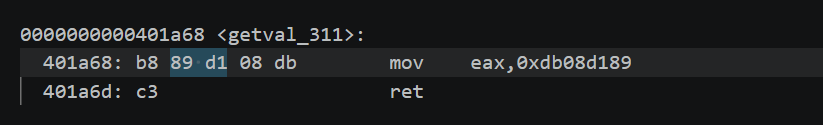 0000000000401a68 <getval_311>:
401a68: b8 89 d1 08 db mov eax,0xdb08d189
401a6d: c3 ret